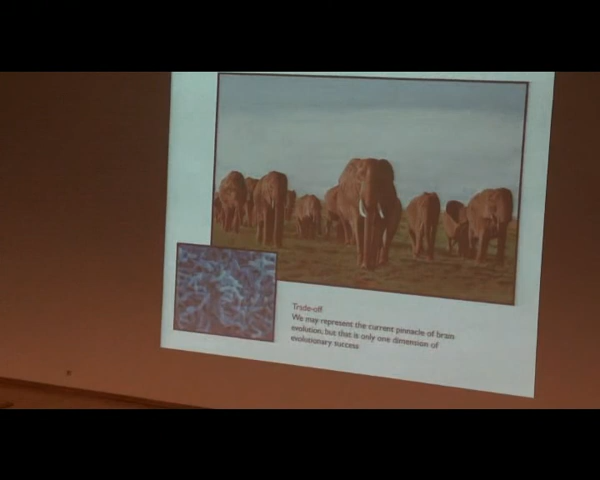 Trade-off
We may represent the current pinnacle of brain
evolution, but that is only one dimension of
evolutionary success